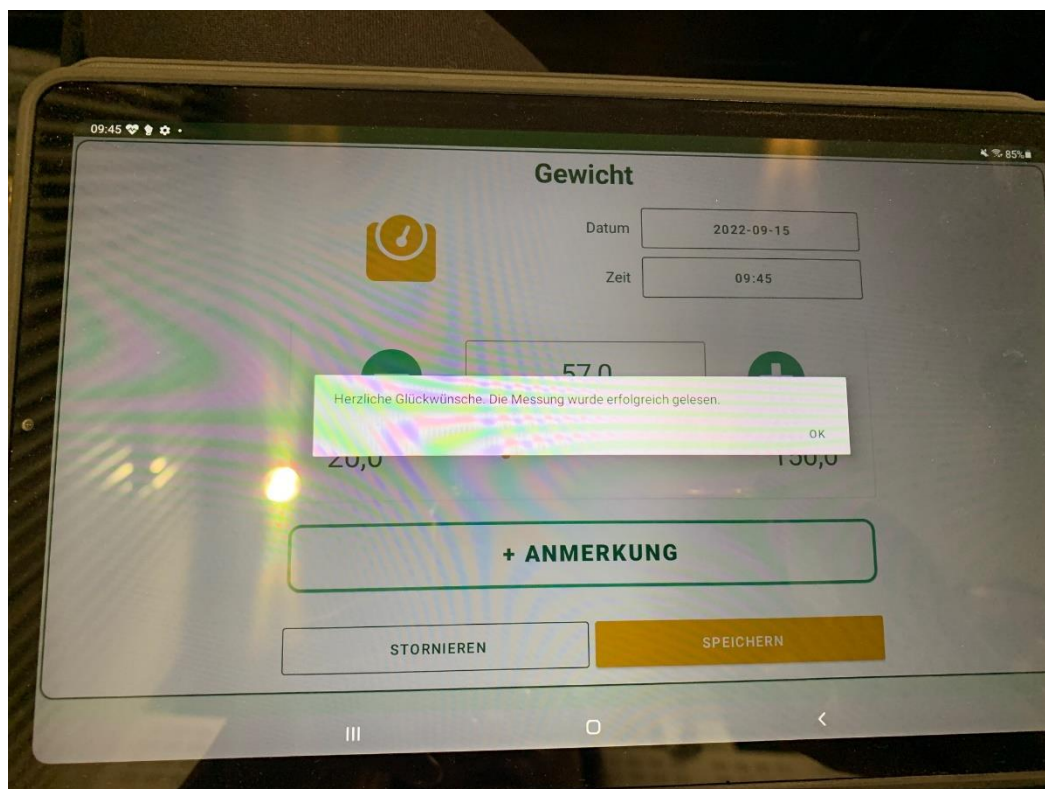 09:45
85%
Gewicht
Datum 2022-09-15
Zeit 09:45
57,0
Herzliche Glückwünsche. Die Messung wurde erfolgreich gelesen.
OK
20,0 150,0
+ ANMERKUNG
STORNIEREN SPEICHERN